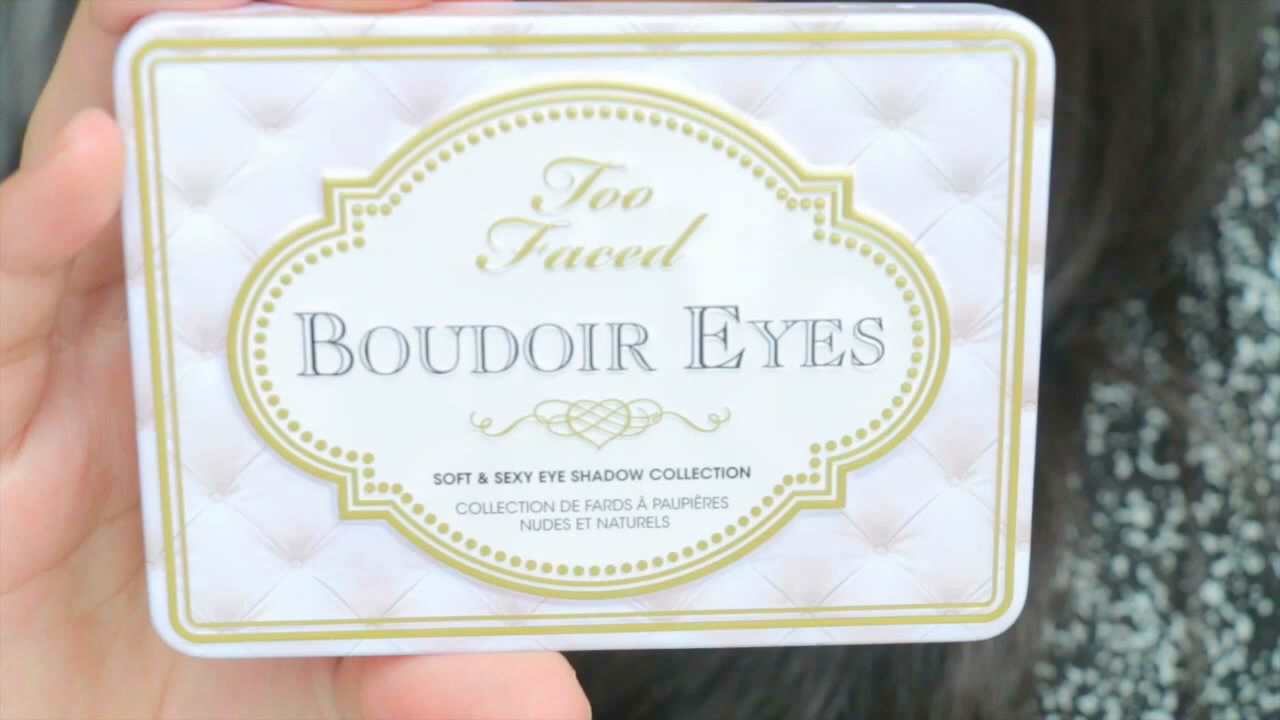 Too
Faced
BOUDOIR EYES
SOFT & SEXY EYE SHADOW COLLECTION
COLLECTION DE FARDS À PAUPIÈRES
NUDES ET NATURELS